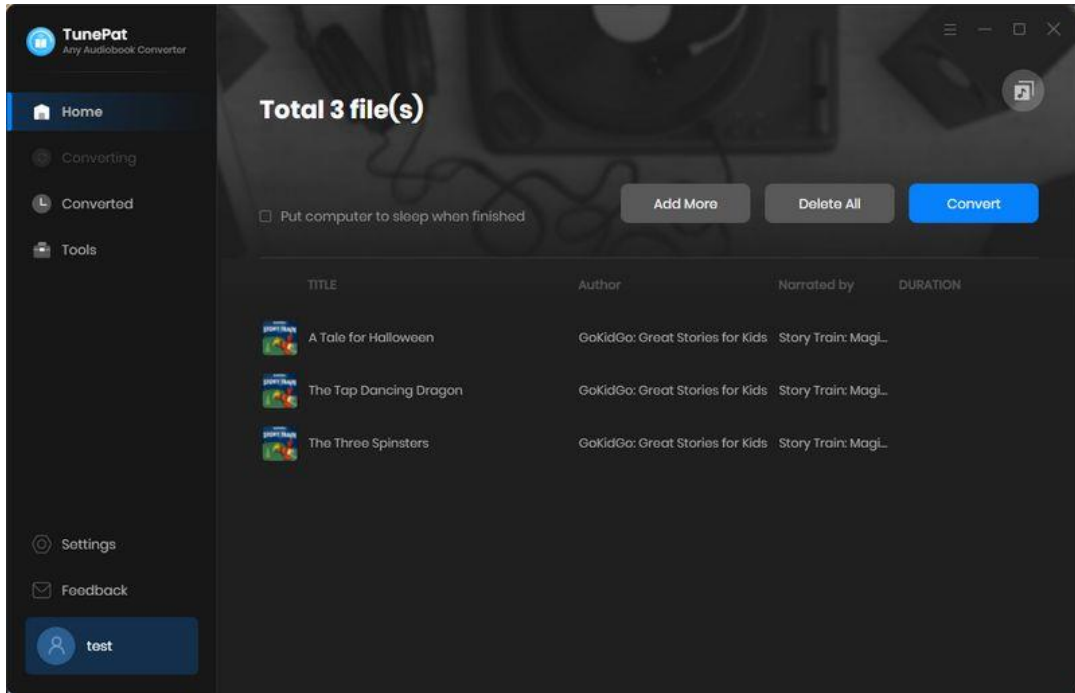 TunePat
Any Audiobook Converter
Home
Converting
Converted
Tools
Settings
Feedback
test
Total 3 file(s)
Put computer to sleep when finished
Add More
Delete All
Convert
TITLE Author Narrated by DURATION
A Tale for Halloween GoKidGo: Great Stories for Kids Story Train: Magi...
The Tap Dancing Dragon GoKidGo: Great Stories for Kids Story Train: Magi...
The Three Spinsters GoKidGo: Great Stories for Kids Story Train: Magi...